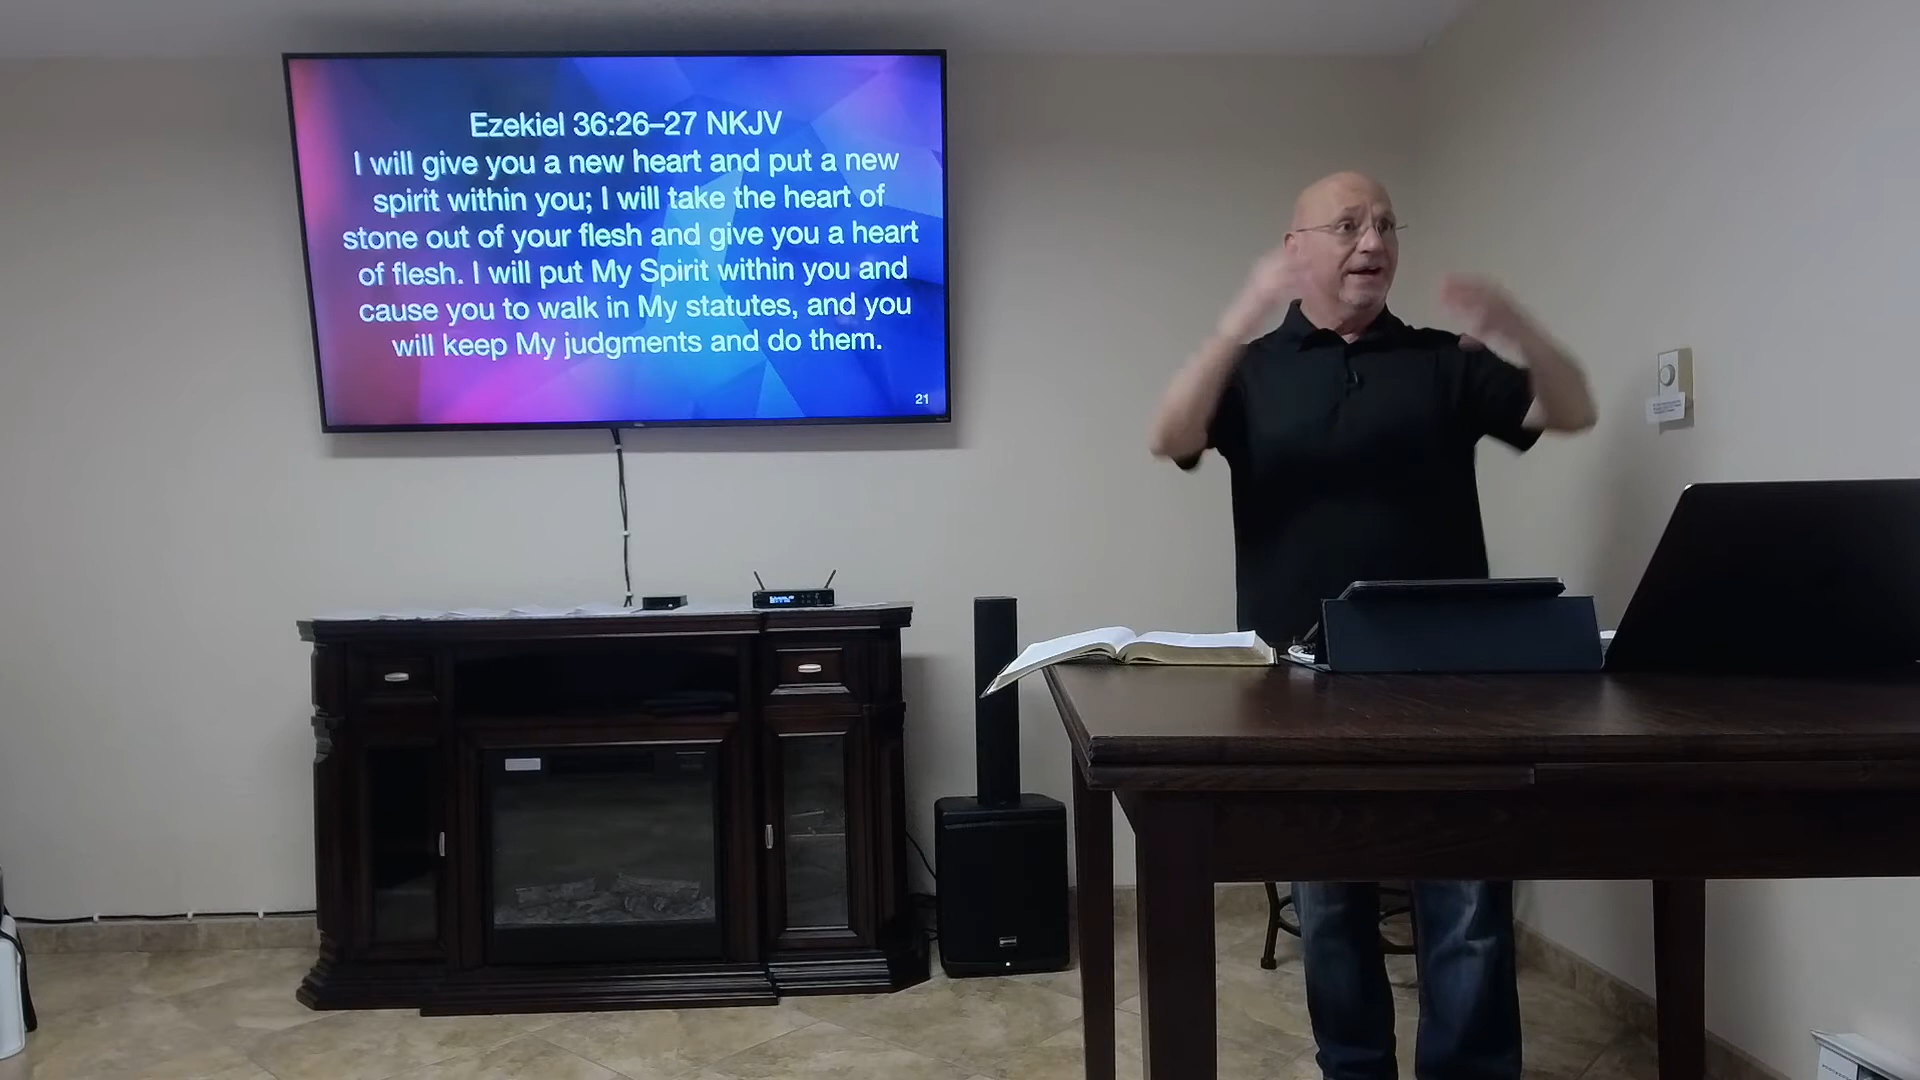 Ezekiel 36:26–27 NKJV
I will give you a new heart and put a new
spirit within you; I will take the heart of
stone out of your flesh and give you a heart
of flesh. I will put My Spirit within you and
cause you to walk in My statutes, and you
will keep My judgments and do them.
21